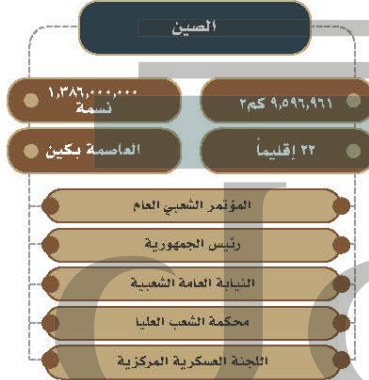 الصين
٩,٥٩٦,٩٦١ كم٢
١,٣٨٦,٠٠٠,٠٠٠
نسمة
٢٢ إقليماً
العاصمة بكين
المؤتمر الشعبي العام
رئيس الجمهورية
النيابة العامة الشعبية
محكمة الشعب العليا
اللجنة العسكرية المركزية